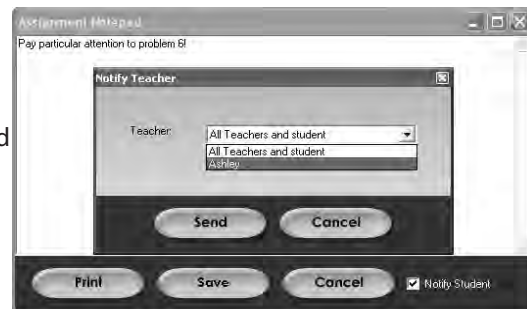 Assignment Notepad
Pay particular attention to problem 6!
Notify Teacher
Teacher:
All Teachers and student
All Teachers and student
Ashley
d
Send Cancel
Print Save Cancel Notify Student